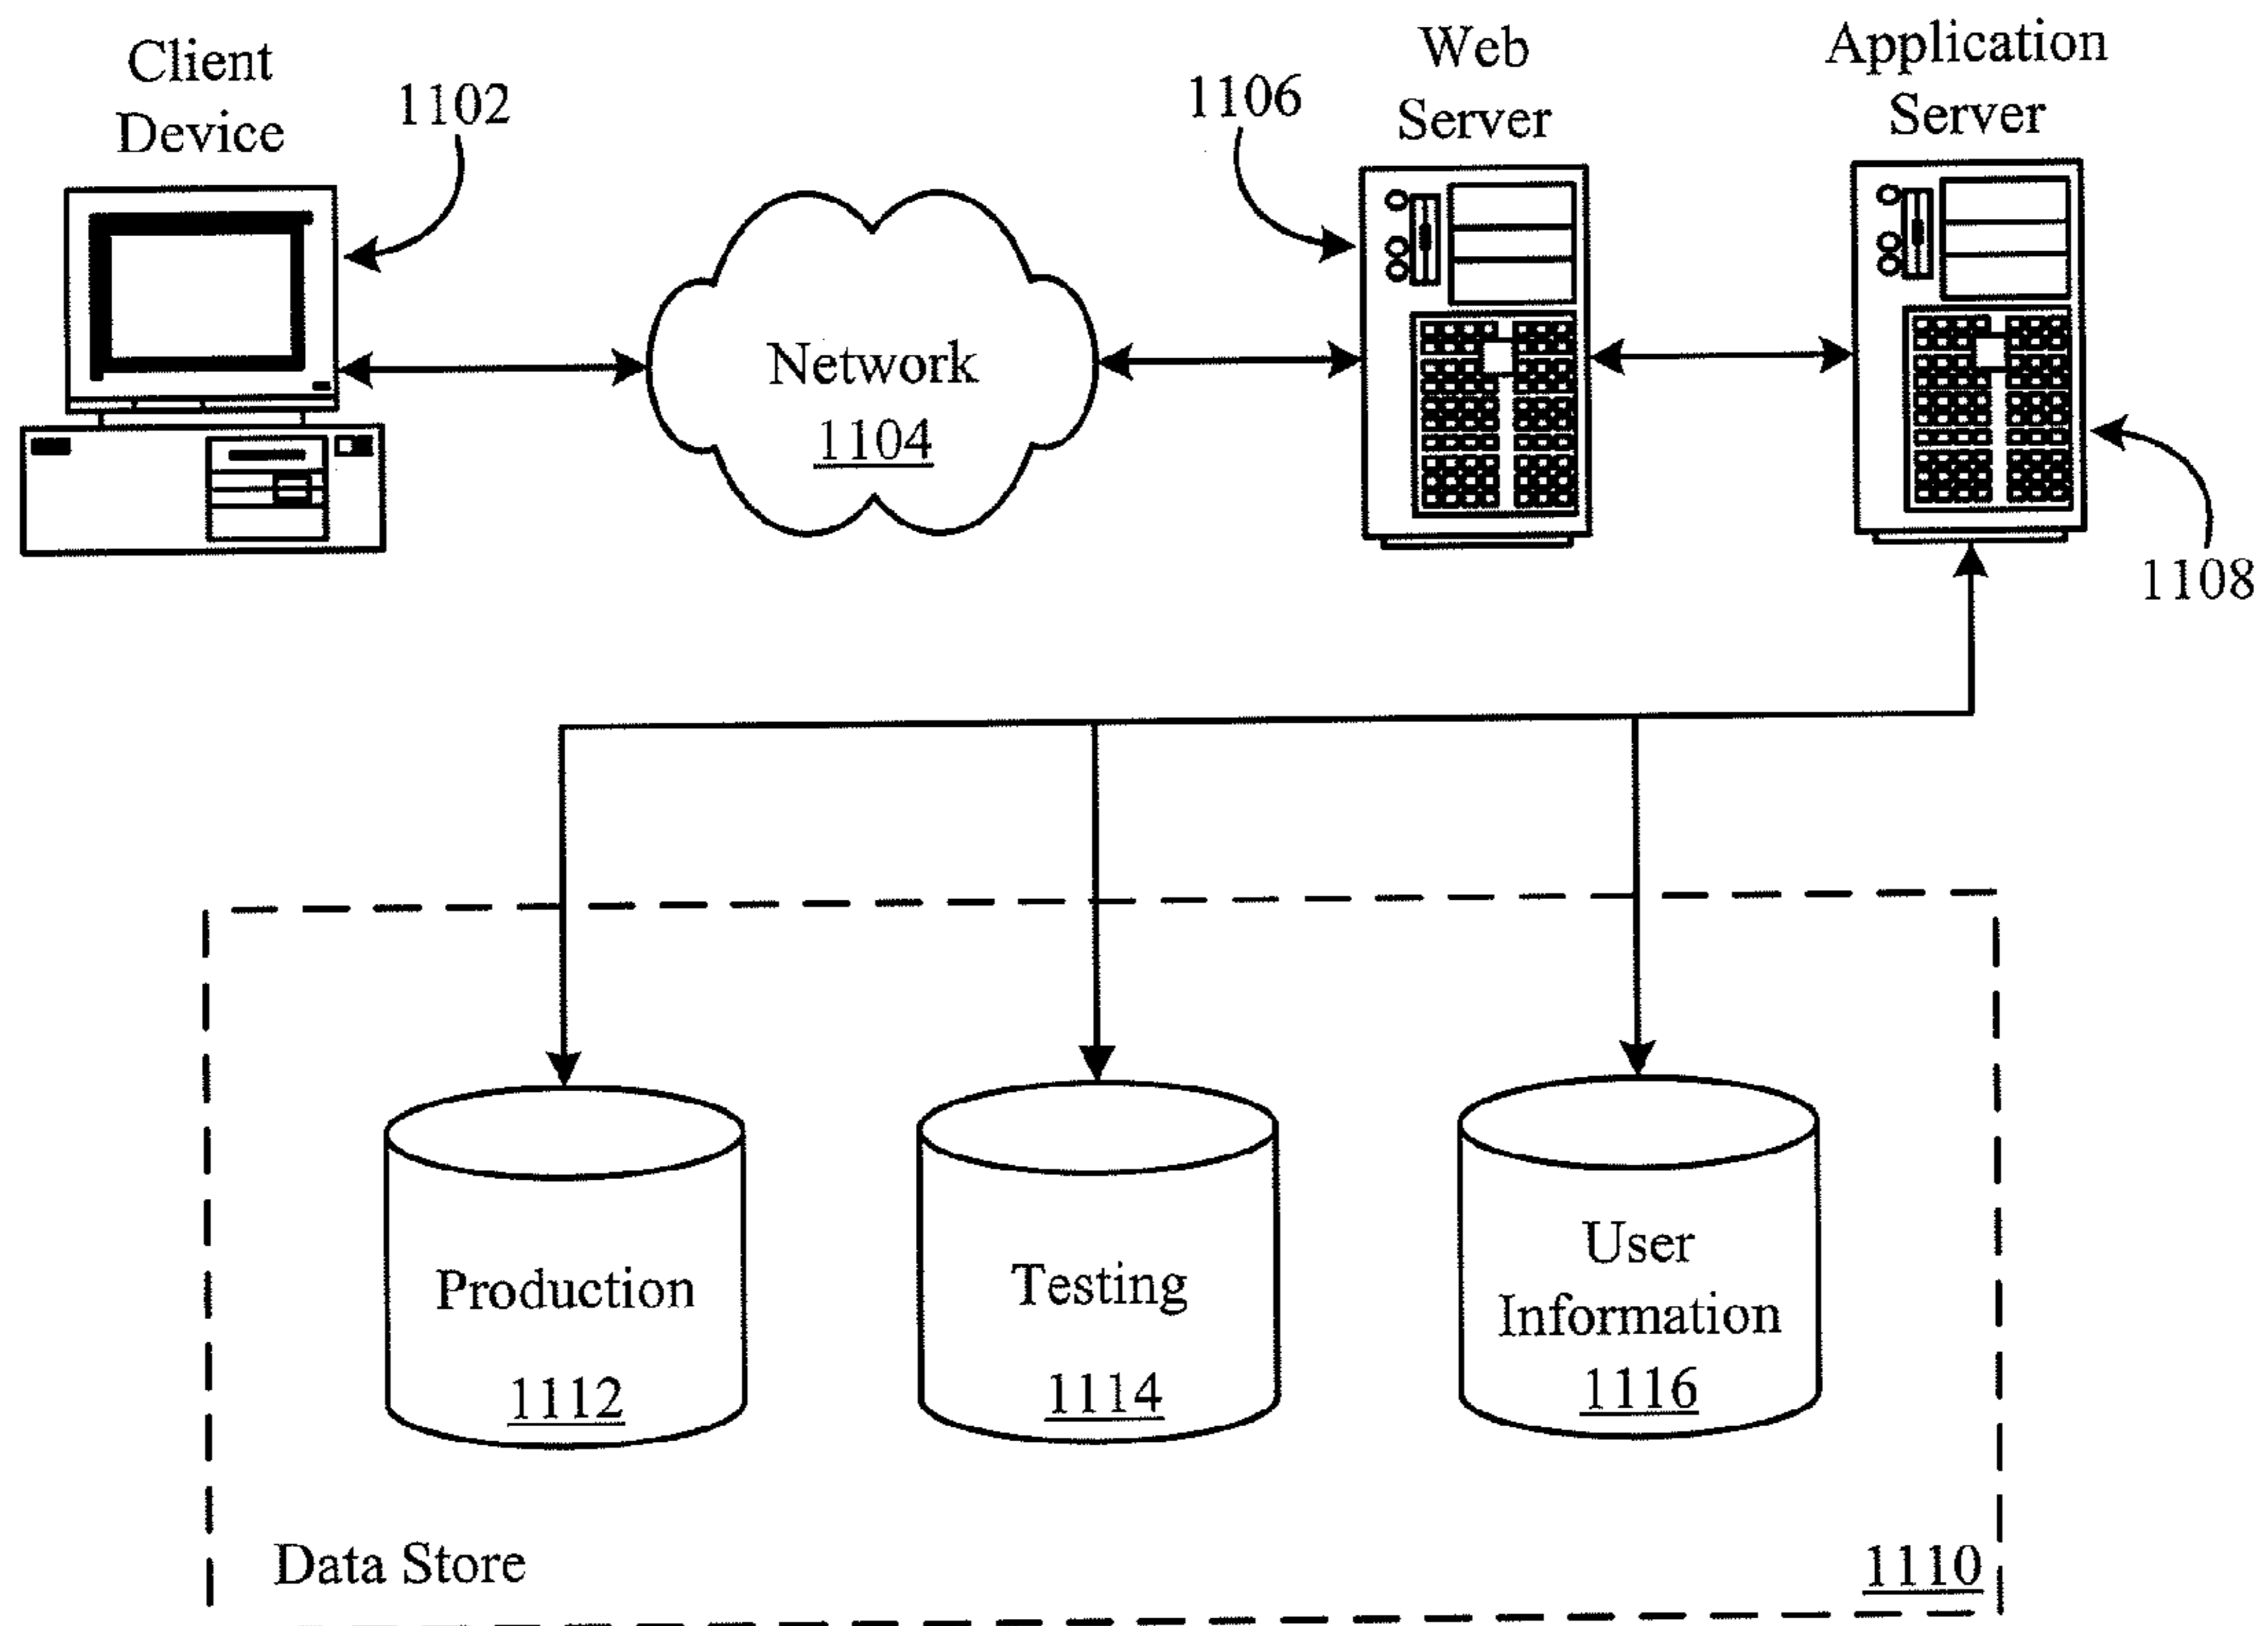 Client
Device
1102
1106
Web
Server
Application
Server
Network
1104
1108
Production
1112
Testing
1114
User
Information
1116
Data Store
1110